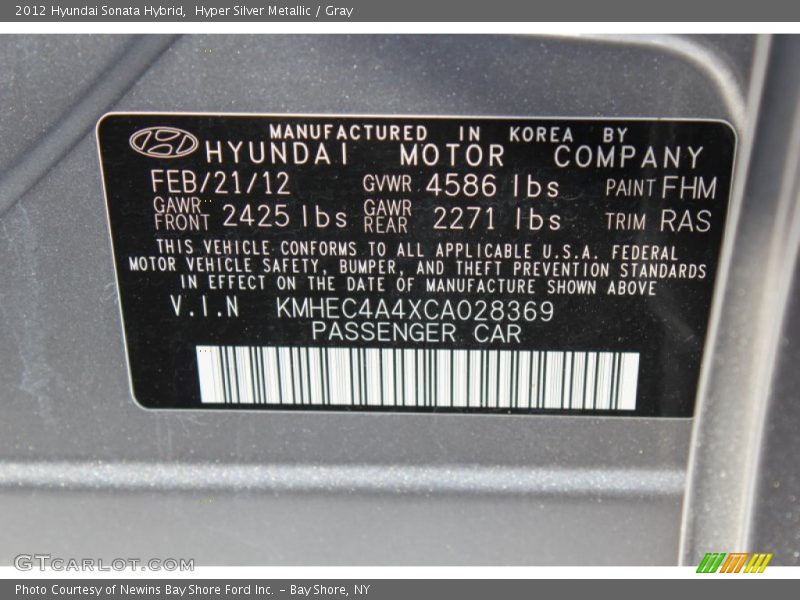 2012 Hyundai Sonata Hybrid,  Hyper Silver Metallic / Gray
MANUFACTURED IN KOREA BY
HYUNDAI MOTOR COMPANY
FEB/21/12 GVWR 4586 lbs PAINT FHM
GAWR FRONT 2425 lbs GAWR REAR 2271 lbs TRIM RAS
THIS VEHICLE CONFORMS TO ALL APPLICABLE U.S.A. FEDERAL
MOTOR VEHICLE SAFETY, BUMPER, AND THEFT PREVENTION STANDARDS
IN EFFECT ON THE DATE OF MANUFACTURE SHOWN ABOVE
V.I.N KMHEC4A4XCA028369
PASSENGER CAR
GTCARLOT.COM
Photo Courtesy of Newins Bay Shore Ford Inc. - Bay Shore, NY